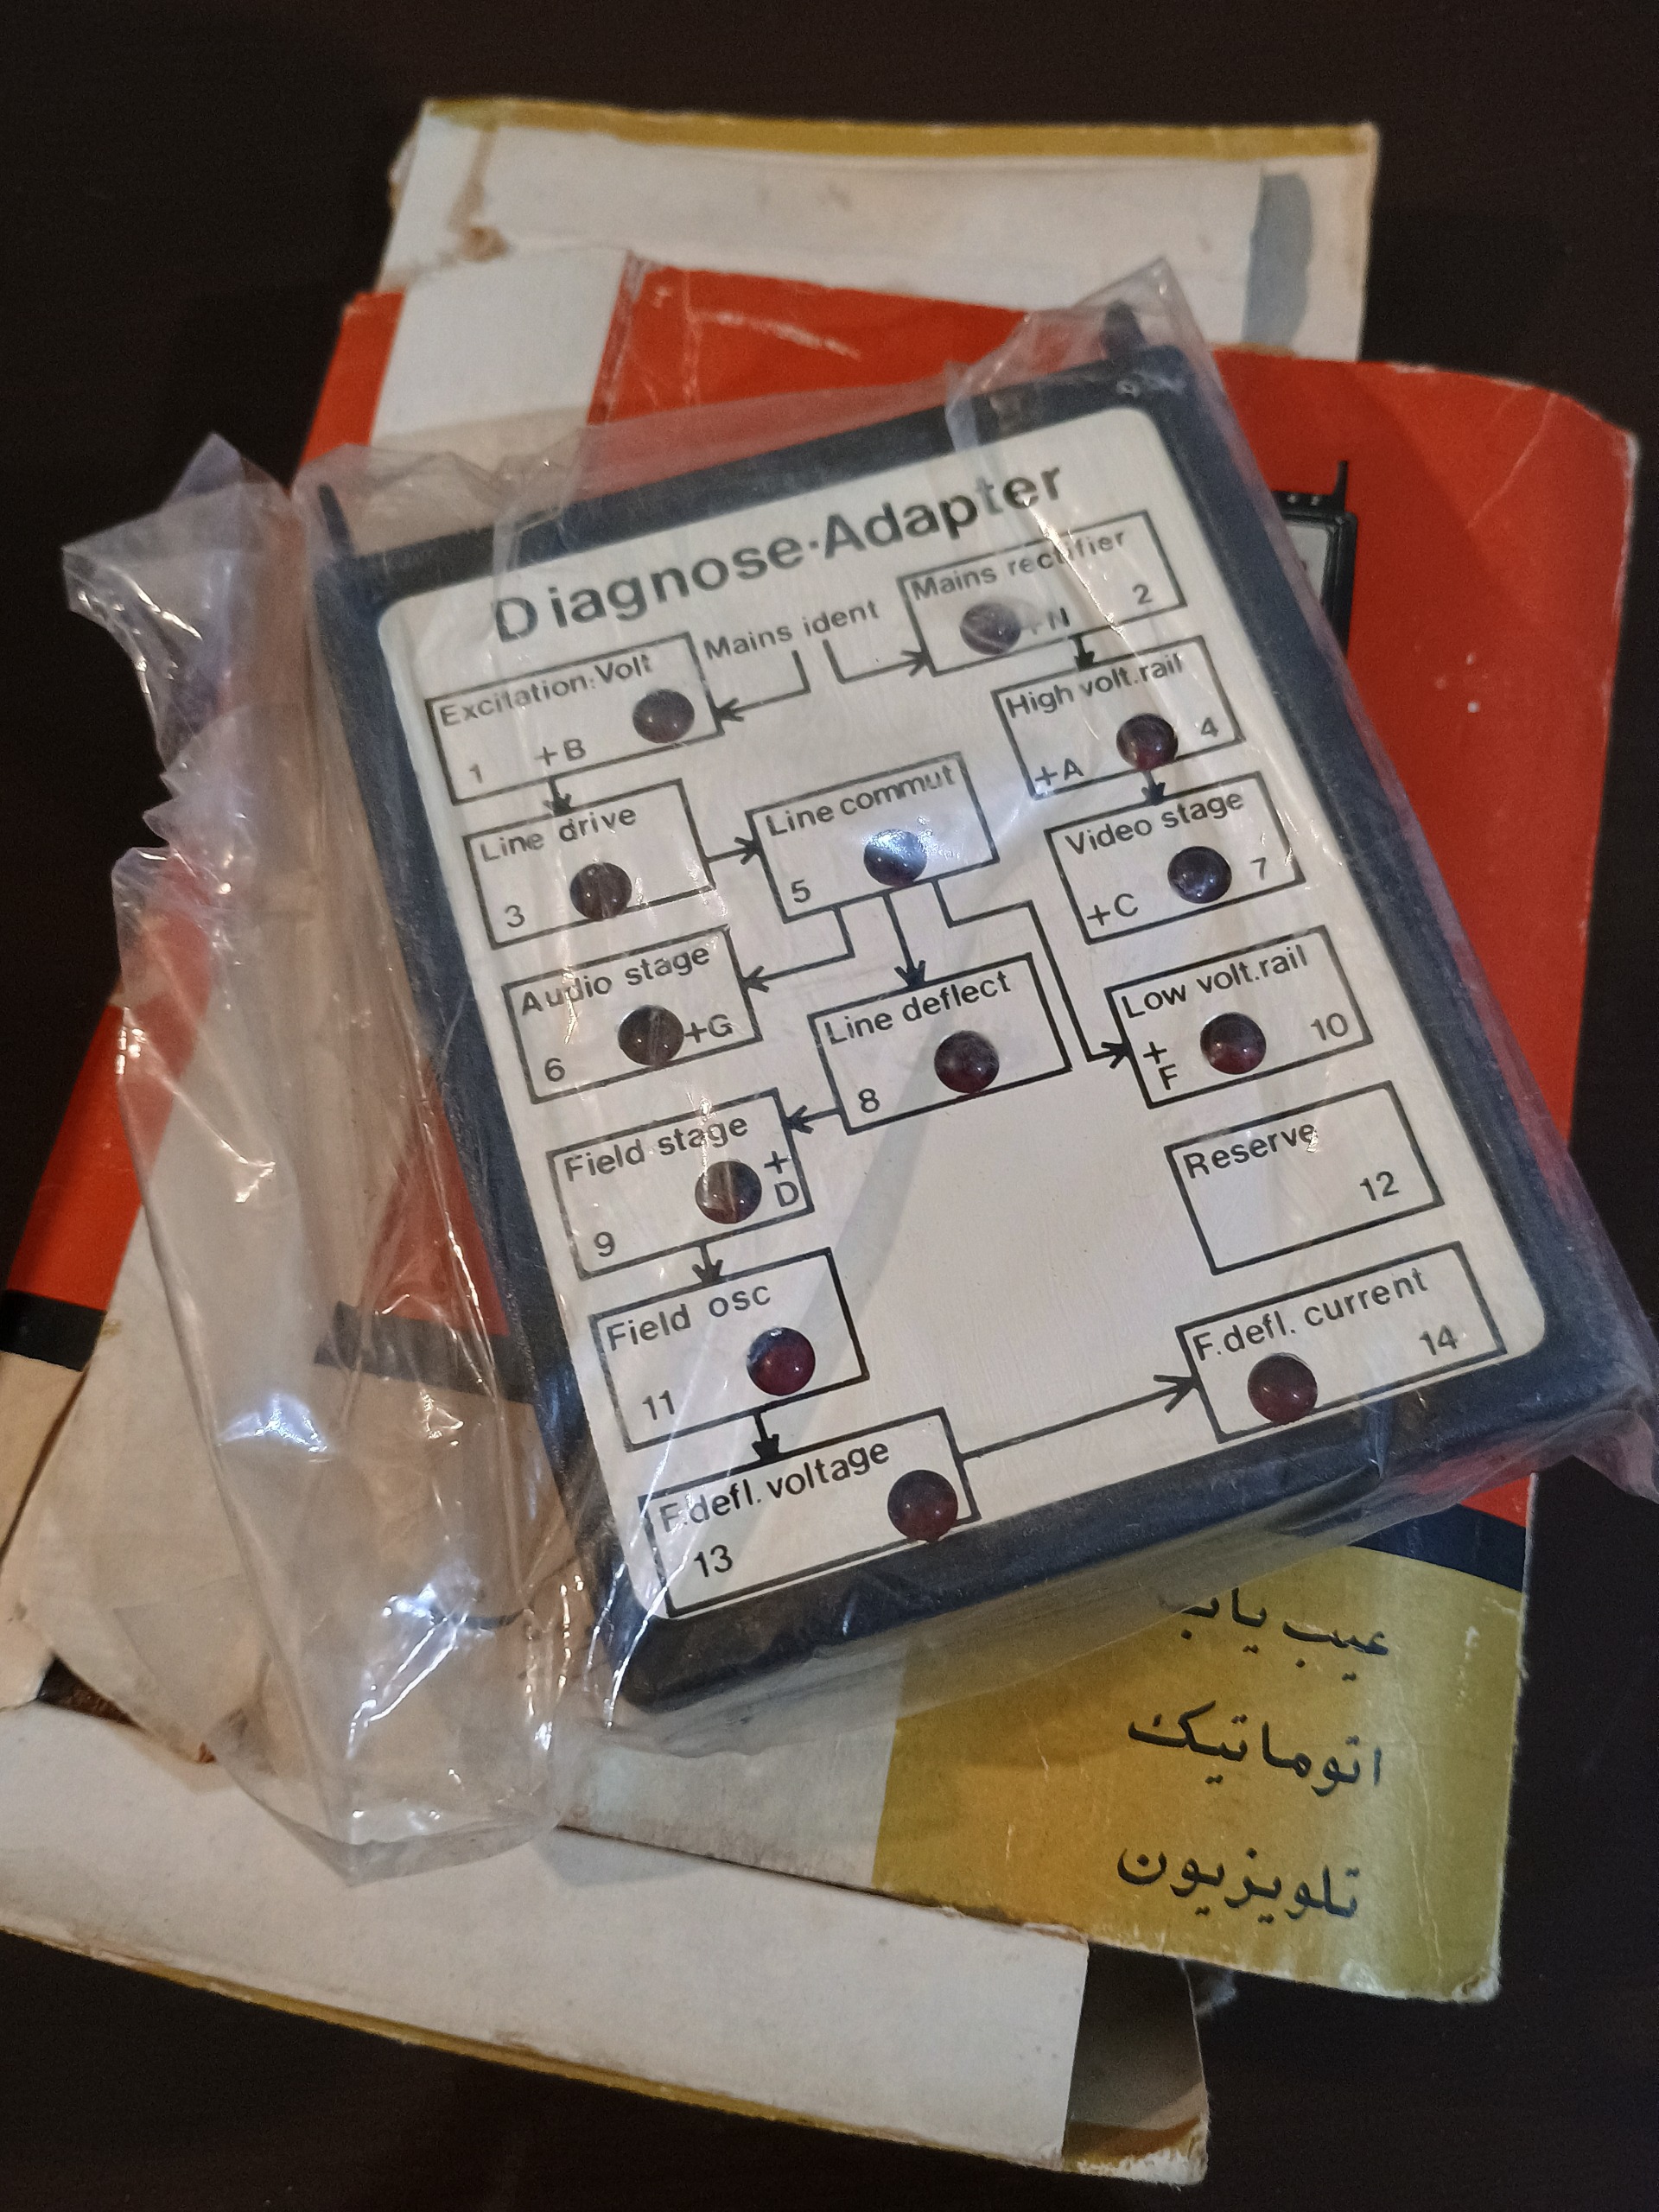 Diagnose-Adapter
Mains ident
Mains rectifier
+N 2
Excitation:Volt
1 +B
High volt.rail
+A 4
Line drive
3
Line commut
5
Video stage
+C 7
Audio stage
6 +G
Line deflect
8
Low volt.rail
+
F 10
Field stage
+
D
9
Reserve
12
Field osc
11
F.defl. current
14
F.defl. voltage
13
عیب یاب
اتوماتیک
تلویزیون